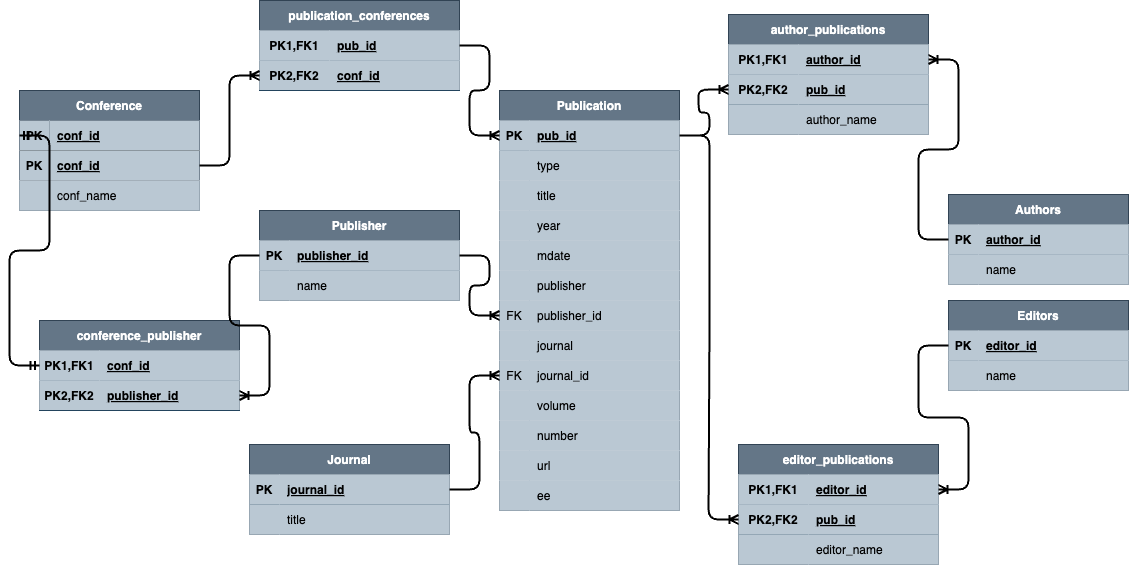 publication_conferences
PK1,FK1 pub_id
PK2,FK2 conf_id
Conference
PK conf_id
PK conf_id
conf_name
Publisher
PK publisher_id
name
conference_publisher
PK1,FK1 conf_id
PK2,FK2 publisher_id
Journal
PK journal_id
title
Publication
PK pub_id
type
title
year
mdate
publisher
FK publisher_id
journal
FK journal_id
volume
number
url
ee
author_publications
PK1,FK1 author_id
PK2,FK2 pub_id
author_name
Authors
PK author_id
name
Editors
PK editor_id
name
editor_publications
PK1,FK1 editor_id
PK2,FK2 pub_id
editor_name